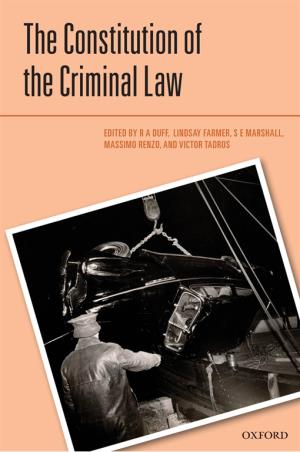 The Constitution of
the Criminal Law
EDITED BY R A DUFF, LINDSAY FARMER, S E MARSHALL,
MASSIMO RENZO, AND VICTOR TADROS
OXFORD